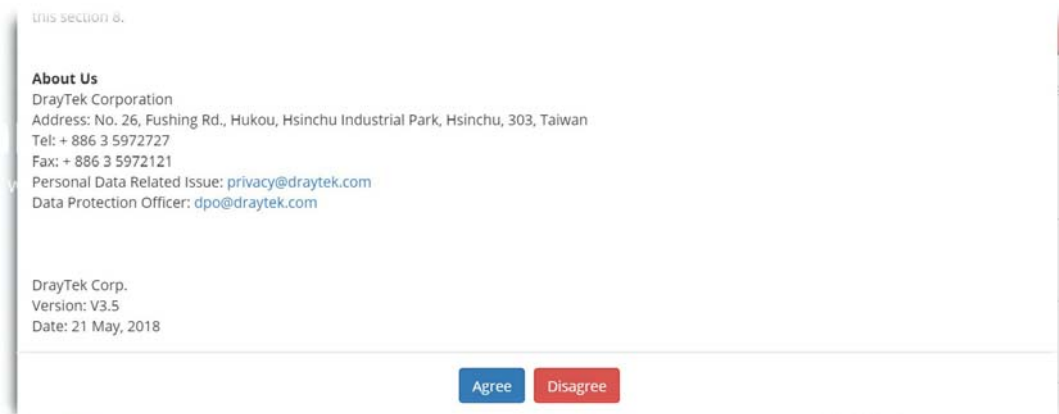 this section 8.
About Us
DrayTek Corporation
Address: No. 26, Fushing Rd., Hukou, Hsinchu Industrial Park, Hsinchu, 303, Taiwan
Tel: + 886 3 5972727
Fax: + 886 3 5972121
Personal Data Related Issue: privacy@draytek.com
Data Protection Officer: dpo@draytek.com
DrayTek Corp.
Version: V3.5
Date: 21 May, 2018
Agree Disagree